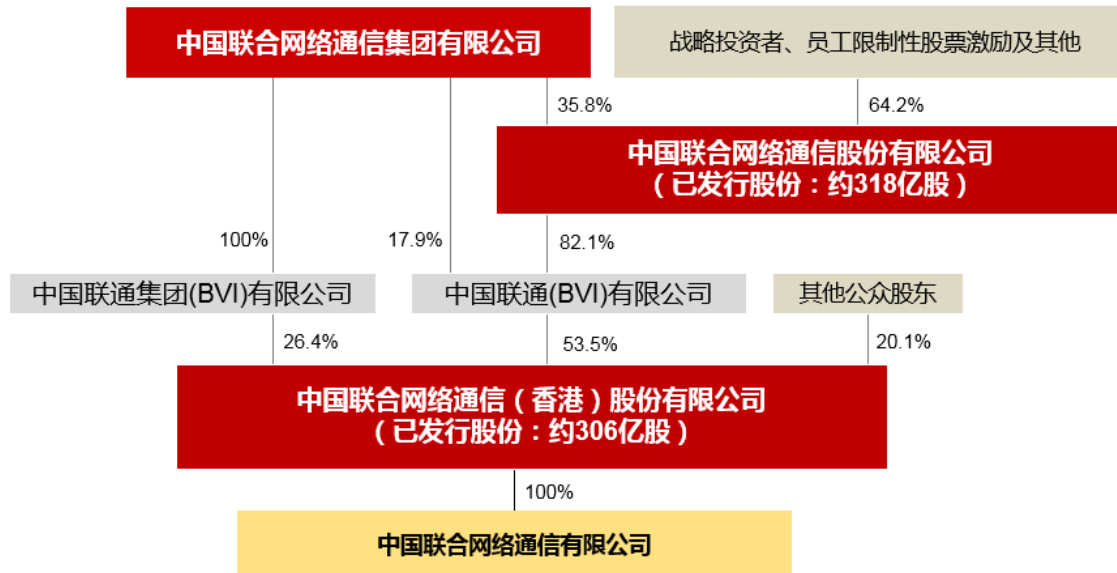 中国联合网络通信集团有限公司
战略投资者、员工限制性股票激励及其他
35.8%
64.2%
中国联合网络通信股份有限公司
（已发行股份：约318亿股）
100%
17.9%
82.1%
中国联通集团(BVI)有限公司
中国联通(BVI)有限公司
其他公众股东
26.4%
53.5%
20.1%
中国联合网络通信（香港）股份有限公司
（已发行股份：约306亿股）
100%
中国联合网络通信有限公司